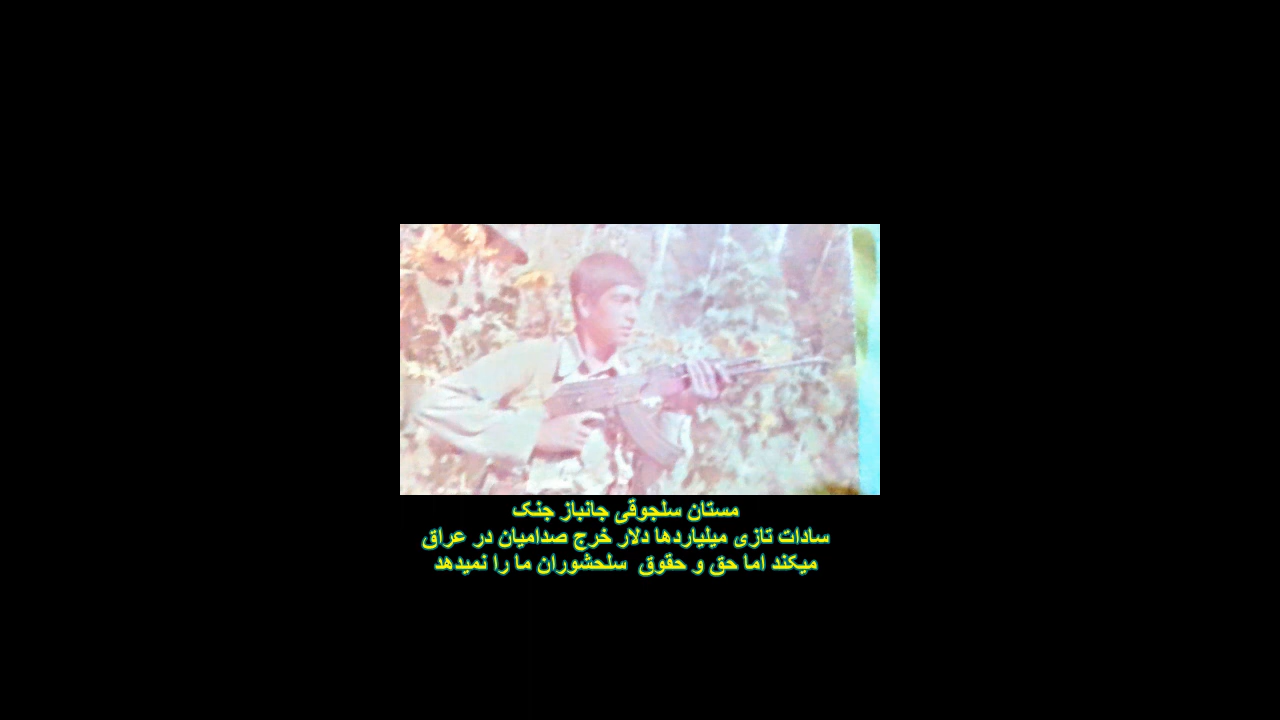 مستان سلجوقی جانباز جنک
سادات تازی میلیاردها دلار خرج صدامیان در عراق
میکند اما حق و حقوق سلحشوران ما را نمیدهد